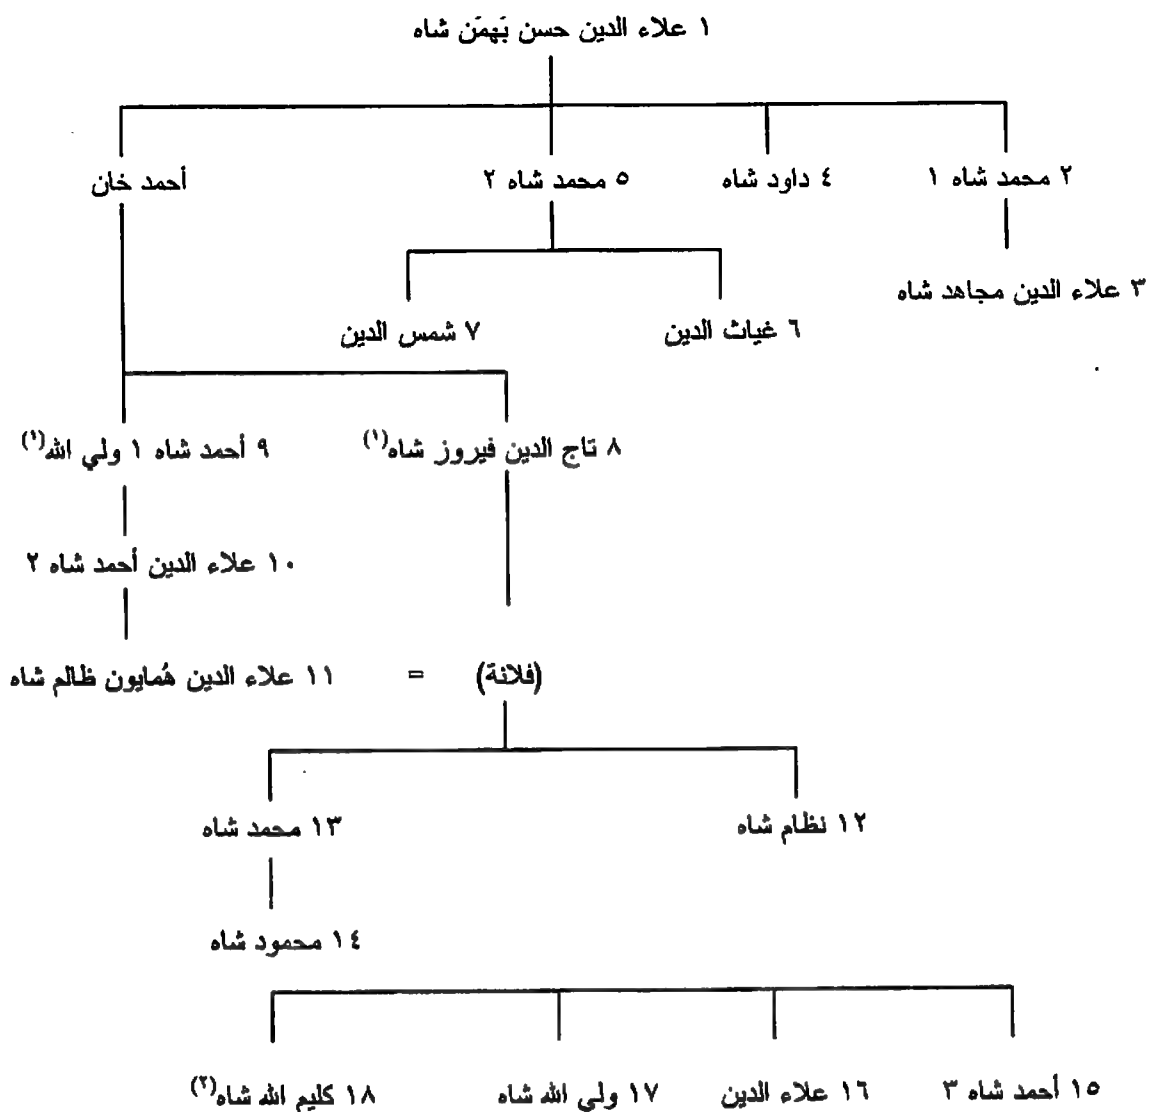 ١ علاء الدين حسن بَهمَن شاه
٢ محمد شاه ١
٤ داود شاه
٥ محمد شاه ٢
أحمد خان
٣ علاء الدين مجاهد شاه
٦ غياث الدين
٧ شمس الدين
٨ تاج الدين فيروز شاه(١)
٩ أحمد شاه ١ ولي الله(١)
١٠ علاء الدين أحمد شاه ٢
(فلانة) = ١١ علاء الدين هُمايون ظالم شاه
١٢ نظام شاه
١٣ محمد شاه
١٤ محمود شاه
١٥ أحمد شاه ٣
١٦ علاء الدين
١٧ ولي الله شاه
١٨ كليم الله شاه(٢)